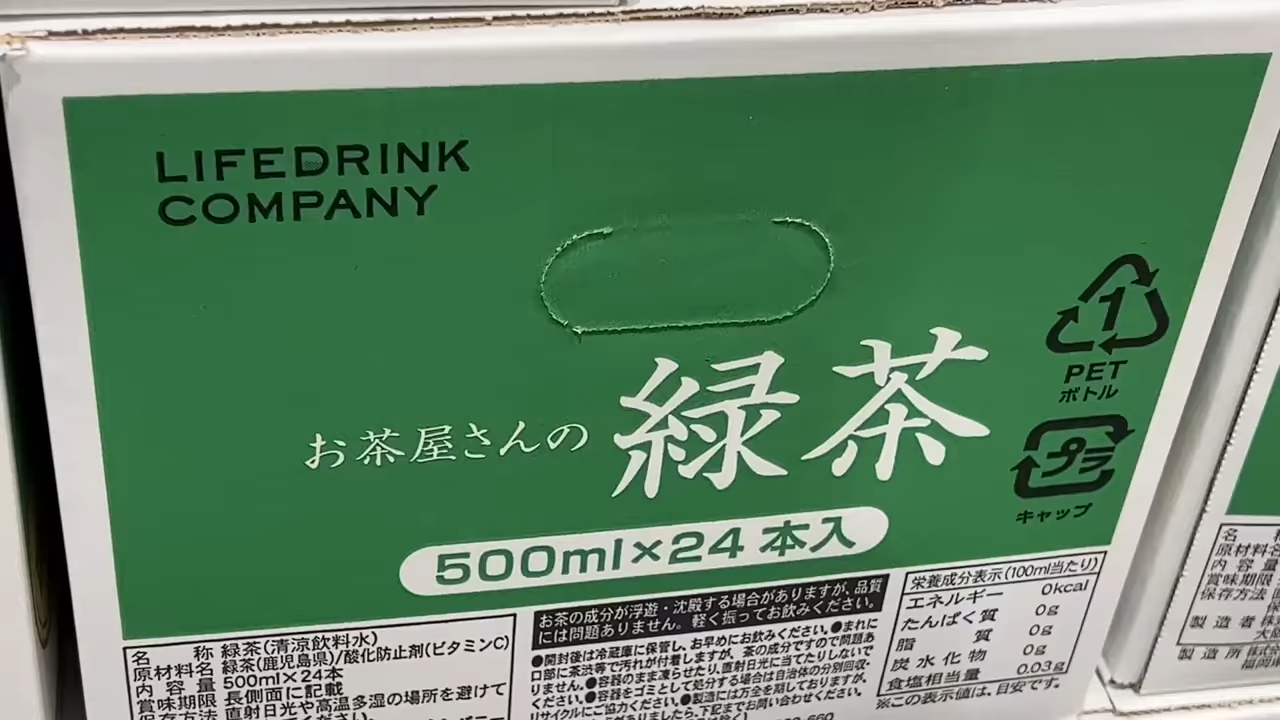 LIFEDRINK
COMPANY
お茶屋さんの 緑茶
500ml×24 本入
1
PET
ボトル
プラ
キャップ
名 称 緑茶(清涼飲料水)
原材料名 緑茶(鹿児島県)/酸化防止剤(ビタミンC)
内 容 量 500ml×24本
賞味期限 長側面に記載
保存方法 直射日光や高温多湿の場所を避けて
お茶の成分が浮遊・沈殿する場合がありますが、品質
には問題ありません。軽く振ってお飲みください。
●開封後は冷蔵庫に保管し、お早めにお飲みください。●まれに
口部に茶渋等で汚れが付着しますが、茶の成分ですので問題あ
りません。●容器のまま凍らせたり、直射日光に当てたりしないで
ください。●容器をゴミとして処分する場合は自治体の分別回収・
リサイクルにご協力ください。●製造には万全を期しておりますが、
栄養成分表示(100ml当たり)
エネルギー 0kcal
たんぱく質 0g
脂 質 0g
炭水化物 0g
食塩相当量 0.03g
※この表示値は、目安です。
名
原材料名
内 容 量
賞味期限
保存方法
製 造 者 株
製 造 所 株式